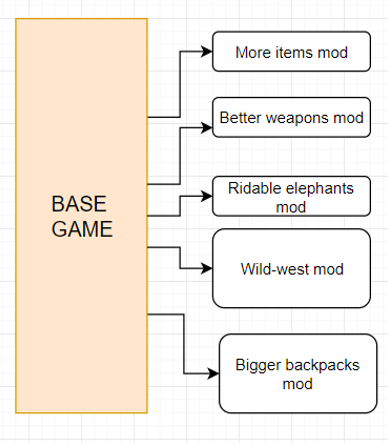 BASE
GAME
More items mod
Better weapons mod
Ridable elephants
mod
Wild-west mod
Bigger backpacks
mod